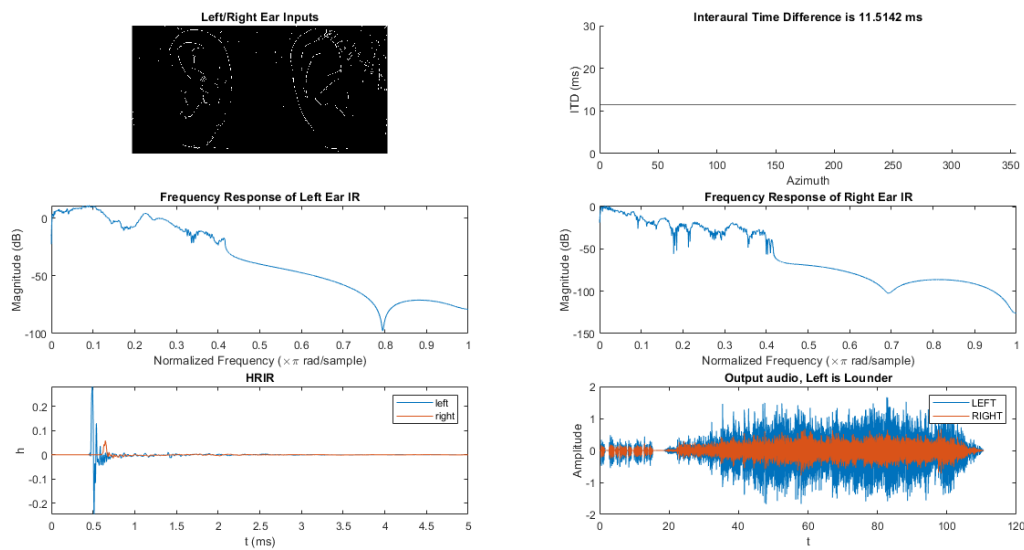 Left/Right Ear Inputs
Interaural Time Difference is 11.5142 ms
30
20
10
0
ITD (ms)
0 50 100 150 200 250 300 350
Azimuth
Frequency Response of Left Ear IR
0
-50
-100
Magnitude (dB)
0 0.1 0.2 0.3 0.4 0.5 0.6 0.7 0.8 0.9 1
Normalized Frequency (×π rad/sample)
Frequency Response of Right Ear IR
0
-50
-100
-150
Magnitude (dB)
0 0.1 0.2 0.3 0.4 0.5 0.6 0.7 0.8 0.9 1
Normalized Frequency (×π rad/sample)
HRIR
left
right
0.2
0.1
0
-0.1
-0.2
h
0 0.5 1 1.5 2 2.5 3 3.5 4 4.5 5
t (ms)
Output audio, Left is Lounder
LEFT
RIGHT
2
1
0
-1
-2
Amplitude
0 20 40 60 80 100 120
t